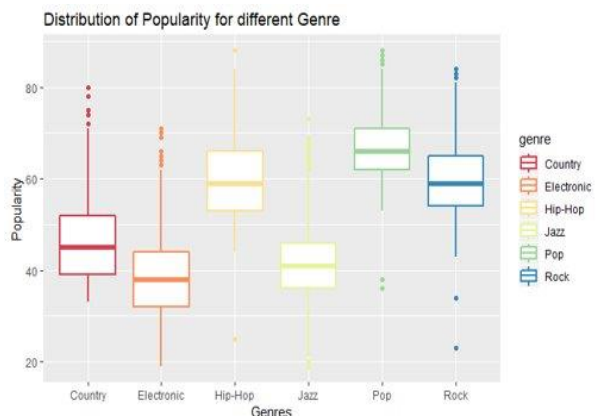 Distribution of Popularity for different Genre
80
60
40
20
Popularity
Country Electronic Hip-Hop Jazz Pop Rock
Genres
genre
Country
Electronic
Hip-Hop
Jazz
Pop
Rock